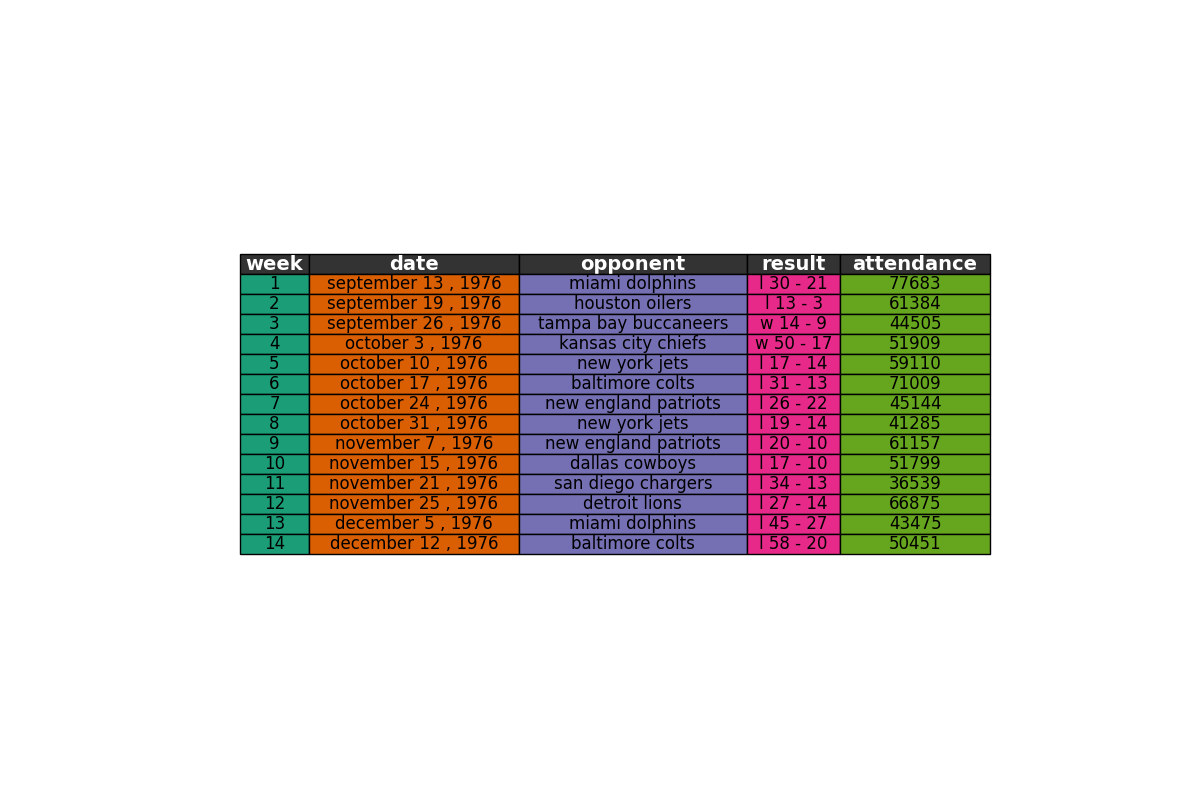 week date opponent result attendance
1 september 13 , 1976 miami dolphins l 30 - 21 77683
2 september 19 , 1976 houston oilers l 13 - 3 61384
3 september 26 , 1976 tampa bay buccaneers w 14 - 9 44505
4 october 3 , 1976 kansas city chiefs w 50 - 17 51909
5 october 10 , 1976 new york jets l 17 - 14 59110
6 october 17 , 1976 baltimore colts l 31 - 13 71009
7 october 24 , 1976 new england patriots l 26 - 22 45144
8 october 31 , 1976 new york jets l 19 - 14 41285
9 november 7 , 1976 new england patriots l 20 - 10 61157
10 november 15 , 1976 dallas cowboys l 17 - 10 51799
11 november 21 , 1976 san diego chargers l 34 - 13 36539
12 november 25 , 1976 detroit lions l 27 - 14 66875
13 december 5 , 1976 miami dolphins l 45 - 27 43475
14 december 12 , 1976 baltimore colts l 58 - 20 50451